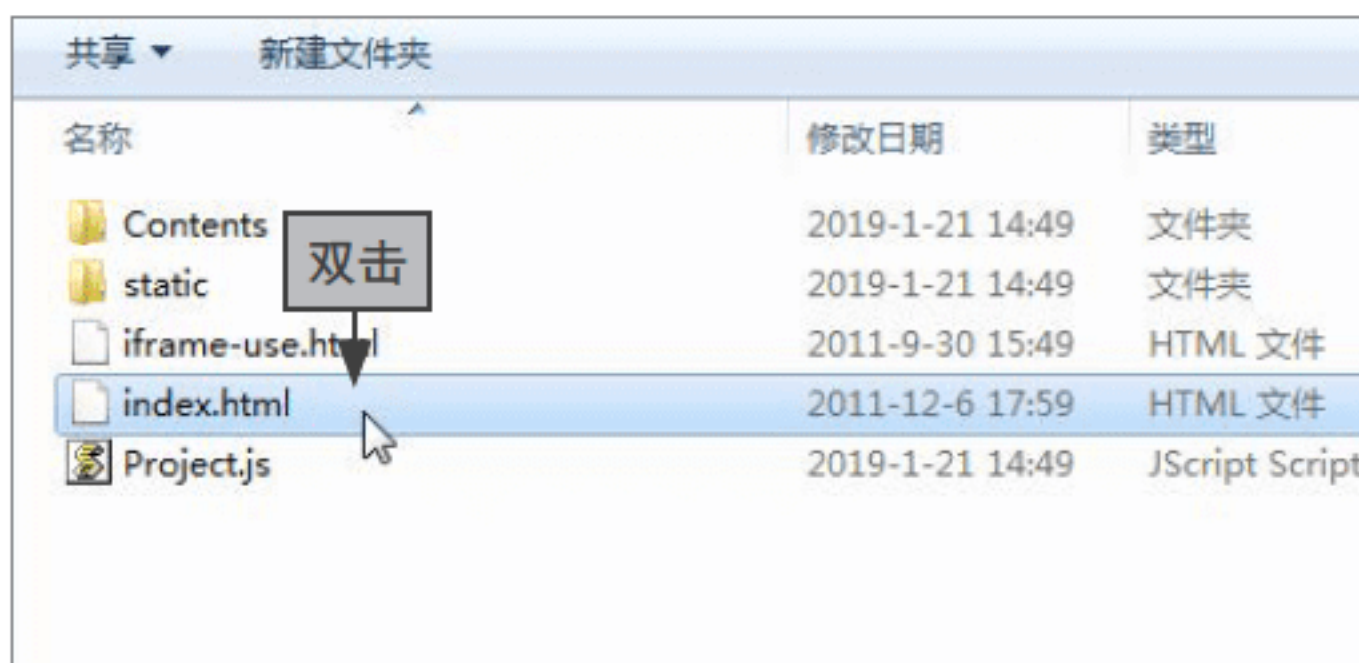 共享 新建文件夹
名称 修改日期 类型
Contents 2019-1-21 14:49 文件夹
双击
static 2019-1-21 14:49 文件夹
iframe-use.html 2011-9-30 15:49 HTML 文件
index.html 2011-12-6 17:59 HTML 文件
Project.js 2019-1-21 14:49 JScript Script